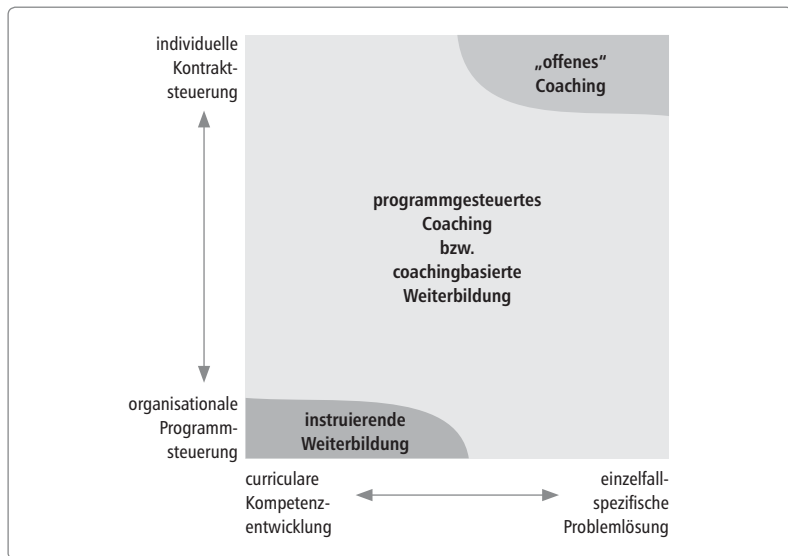 individuelle
Kontrakt-
steuerung
„offenes“
Coaching
programmgesteuertes
Coaching
bzw.
coachingbasierte
Weiterbildung
organisationale
Programm-
steuerung
instruierende
Weiterbildung
curriculare
Kompetenz-
entwicklung
einzelfall-
spezifische
Problemlösung